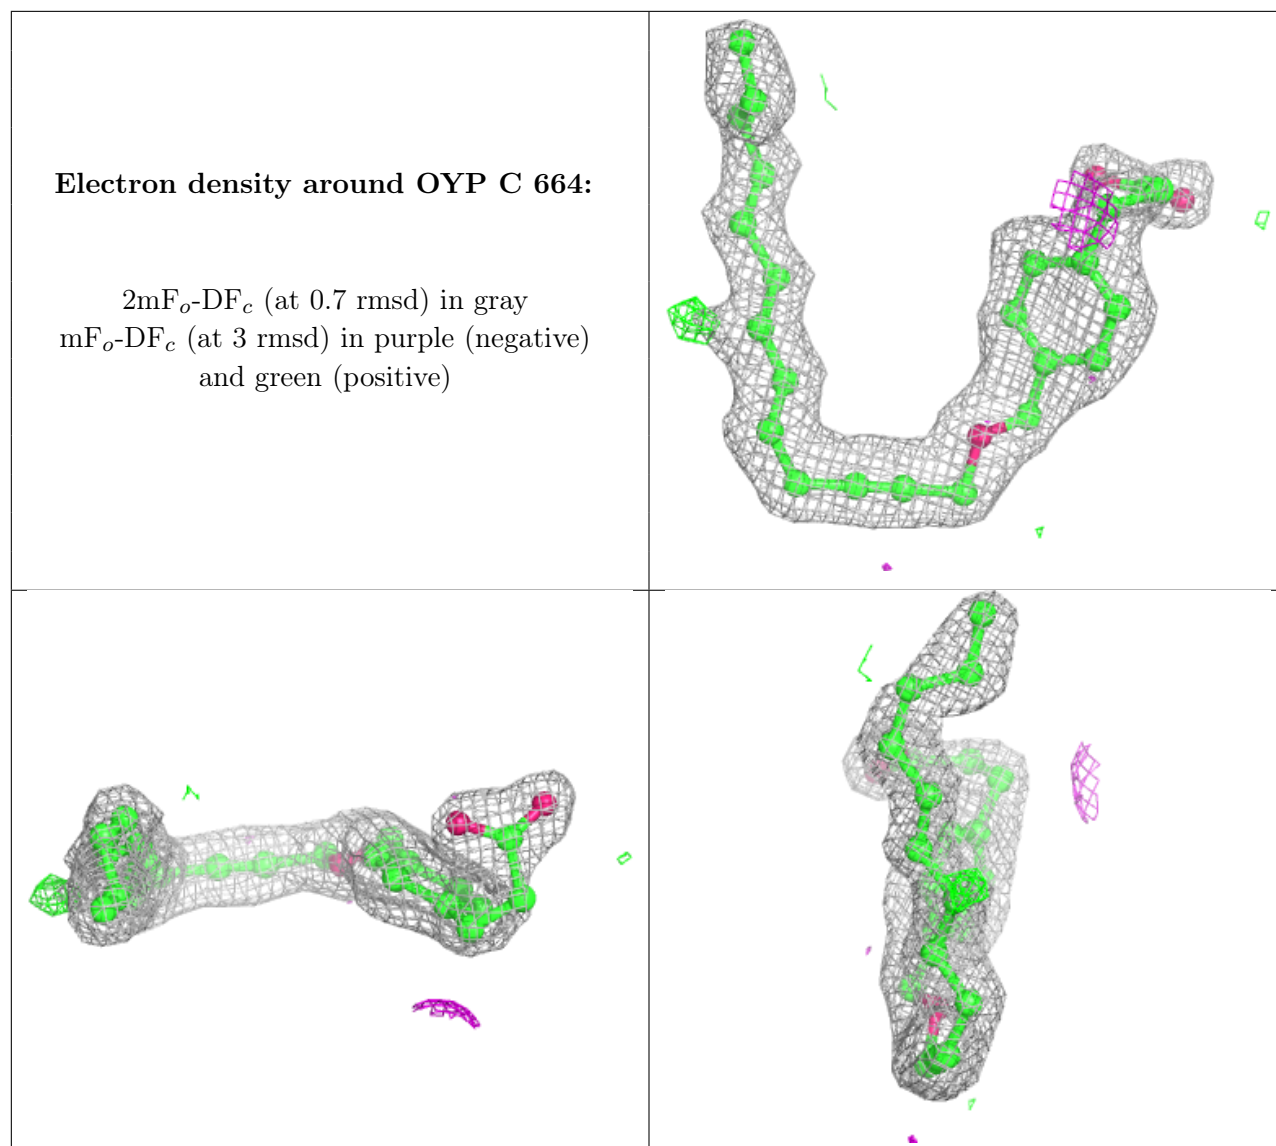 Electron density around OYP C 664:
2mFo-DFc (at 0.7 rmsd) in gray
mFo-DFc (at 3 rmsd) in purple (negative)
and green (positive)